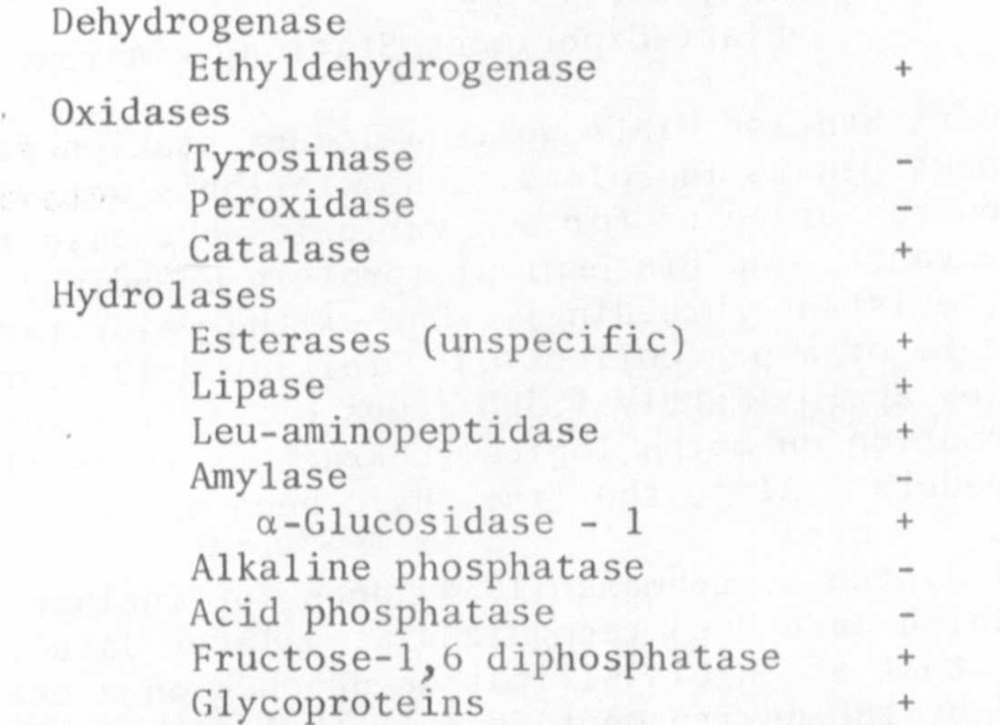 Dehydrogenase
Ethyldehydrogenase +
Oxidases
Tyrosinase -
Peroxidase -
Catalase +
Hydrolases
Esterases (unspecific) +
Lipase +
Leu-aminopeptidase +
Amylase -
α-Glucosidase - 1 +
Alkaline phosphatase -
Acid phosphatase -
Fructose-1,6 diphosphatase +
Glycoproteins +